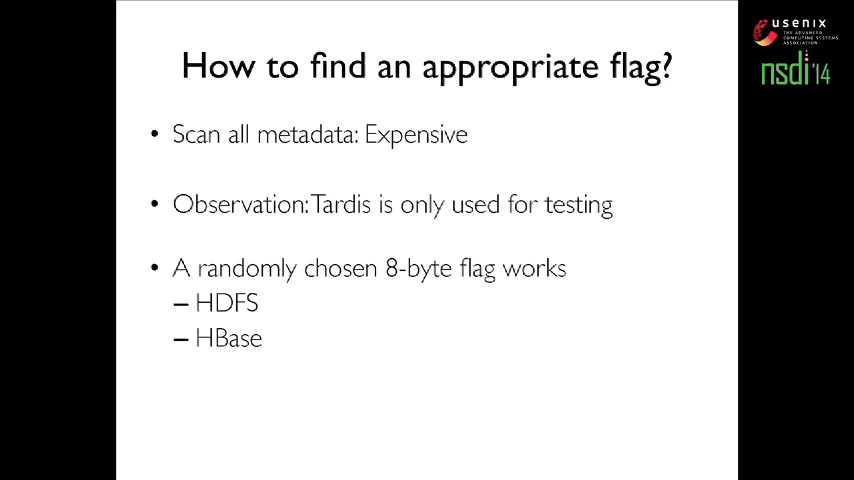 How to find an appropriate flag?
• Scan all metadata: Expensive
• Observation: Tardis is only used for testing
• A randomly chosen 8-byte flag works
– HDFS
– HBase
usenix
THE ADVANCED
COMPUTING SYSTEMS
ASSOCIATION
nsdi '14